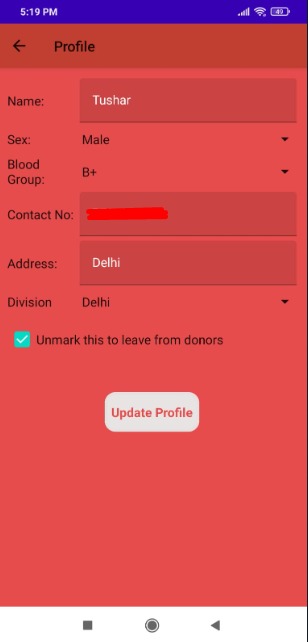 5:19 PM
49
Profile
Name: Tushar
Sex: Male
Blood
Group: B+
Contact No:
Address: Delhi
Division Delhi
Unmark this to leave from donors
Update Profile